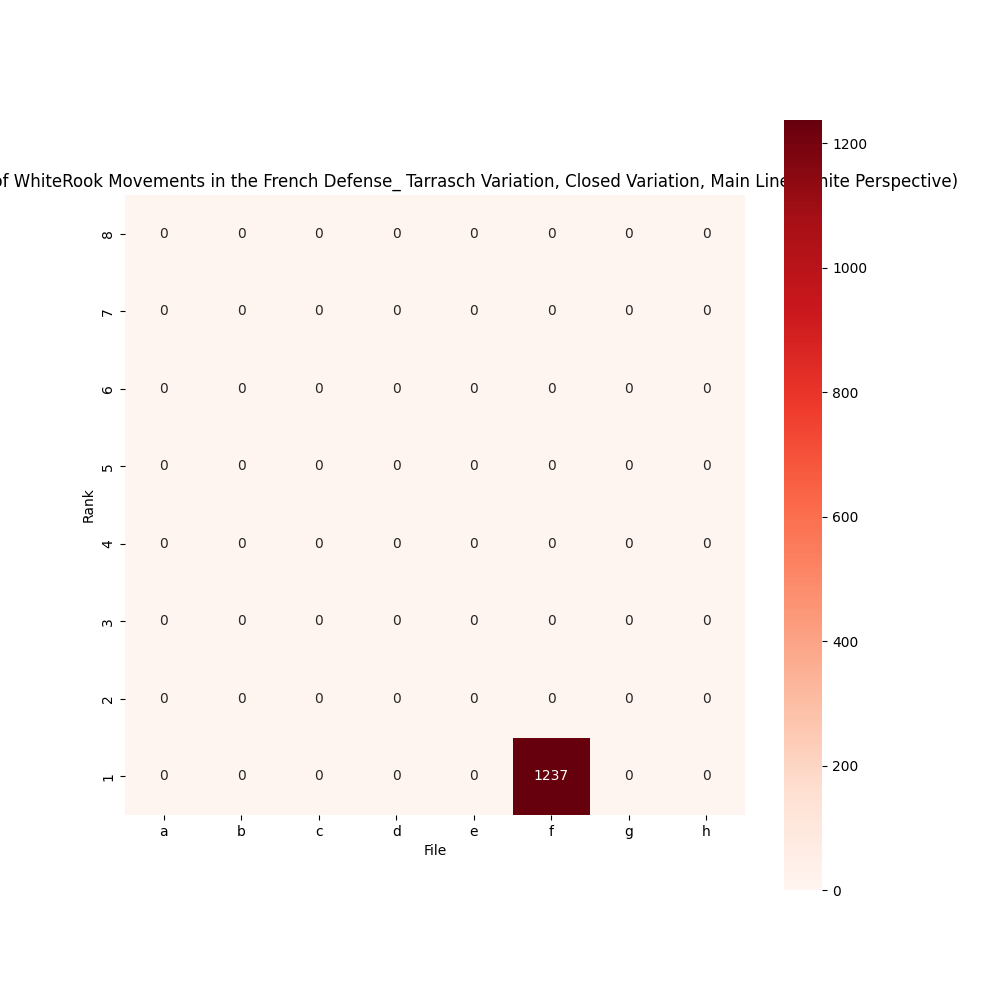 of WhiteRook Movements in the French Defense_ Tarrasch Variation, Closed Variation, Main Line ite Perspective)
1200
1000
800
600
400
200
0
Rank
8 0 0 0 0 0 0 0 0
7 0 0 0 0 0 0 0 0
6 0 0 0 0 0 0 0 0
5 0 0 0 0 0 0 0 0
4 0 0 0 0 0 0 0 0
3 0 0 0 0 0 0 0 0
2 0 0 0 0 0 0 0 0
1 0 0 0 0 0 1237 0 0
a b c d e f g h
File